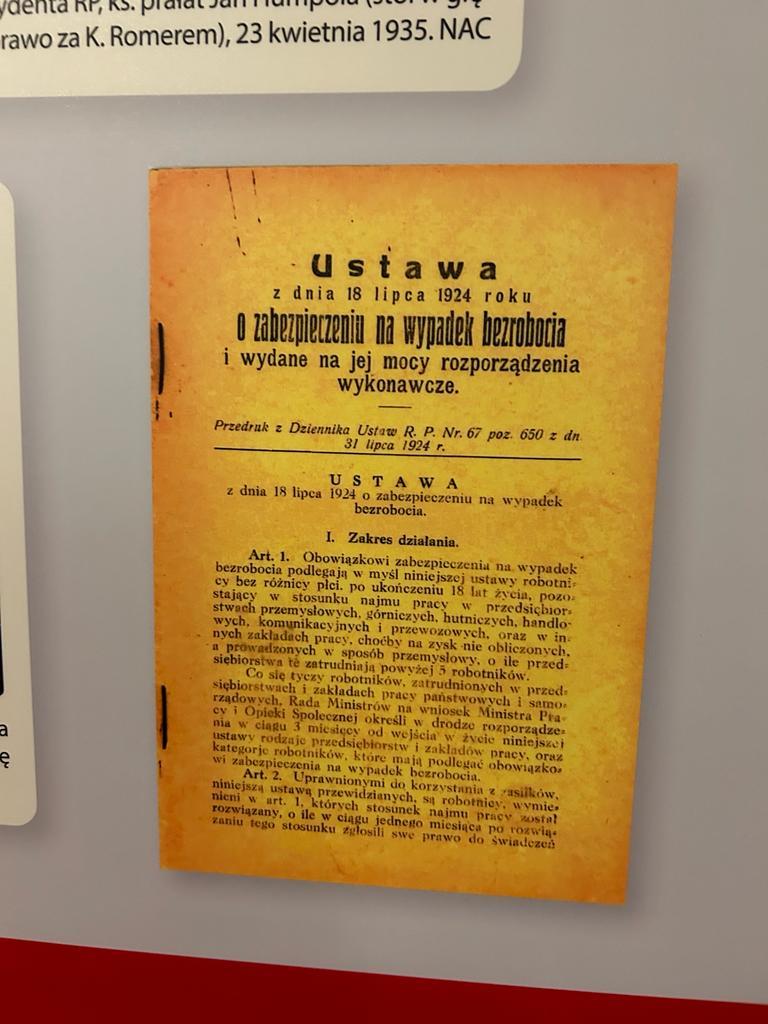 RP, ks. prałat Jan Humpola (stoi w głę
rawo za K. Romerem), 23 kwietnia 1935. NAC
Ustawa
z dnia 18 lipca 1924 roku
o zabezpieczeniu na wypadek bezrobocia
i wydane na jej mocy rozporządzenia
wykonawcze.
Przedruk z Dziennika Ustaw R. P. Nr. 67 poz. 650 z dn.
31 lipca 1924 r.
USTAWA
z dnia 18 lipca 1924 o zabezpieczeniu na wypadek
bezrobocia.
I. Zakres działania.
Art. 1. Obowiązkowi zabezpieczenia na wypadek
bezrobocia podlegają w myśl niniejszej ustawy robotni-
cy bez różnicy płci, po ukończeniu 18 lat życia, pozo-
stający w stosunku najmu pracy w przedsiębior-
stwach przemysłowych, górniczych, hutniczych, handlo-
wych, komunikacyjnych i przewozowych, oraz w in-
nych zakładach pracy, choćby na zysk nie obliczonych,
a prowadzonych w sposób przemysłowy, o ile przed-
siębiorstwa te zatrudniają powyżej 5 robotników.
Co się tyczy robotników, zatrudnionych w przed-
siębiorstwach i zakładach pracy państwowych i samo-
rządowych, Rada Ministrów na wniosek Ministra Pra-
cy i Opieki Społecznej określi w drodze rozporządze-
nia w ciągu 3 miesięcy od wejścia w życie niniejszej
ustawy rodzaje przedsiębiorstw i zakładów pracy, oraz
kategorje robotników, które mają podlegać obowiązko-
wi zabezpieczenia na wypadek bezrobocia.
Art. 2. Uprawnionymi do korzystania z zasiłków,
niniejszą ustawą przewidzianych, są robotnicy, wymie-
nieni w art. 1, których stosunek najmu pracy został
rozwiązany, o ile w ciągu jednego miesiąca po rozwią-
zaniu tego stosunku zgłosili swe prawo do świadczeń
a
ę